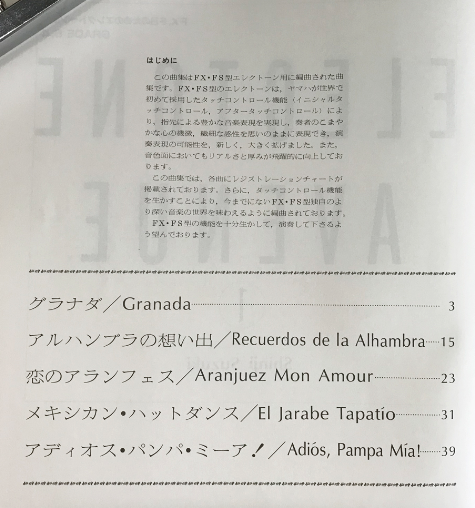 はじめに
この曲集はFX・FS型エレクトーン用に編曲された曲
集です。FX・FS型のエレクトーンは、ヤマハが世界で
初めて採用したタッチコントロール機能（イニシャルタ
ッチコントロール、アフタータッチコントロール）によ
り、指先による豊かな音楽表現を実現し、奏者のこまや
かな心の機微、繊細な感性を思いのままに表現でき、演
奏表現の可能性を、新しく、大きく拡げました。また、
音色面においてもリアルさと厚みが飛躍的に向上してお
ります。
この曲集では、各曲にレジストレーションチャートが
掲載されております。さらに、タッチコントロール機能
を生かすことにより、今までにないFX・FS型独自のよ
り深い音楽の世界を味わえるように編曲されております。
FX・FS型の機能を十分生かして、演奏して下さるよ
う望んでおります。
グラナダ／Granada 3
アルハンブラの想い出／Recuerdos de la Alhambra 15
恋のアランフェス／Aranjuez Mon Amour 23
メキシカン・ハットダンス／El Jarabe Tapatío 31
アディオス・パンパ・ミーア！／Adiós, Pampa Mía! 39